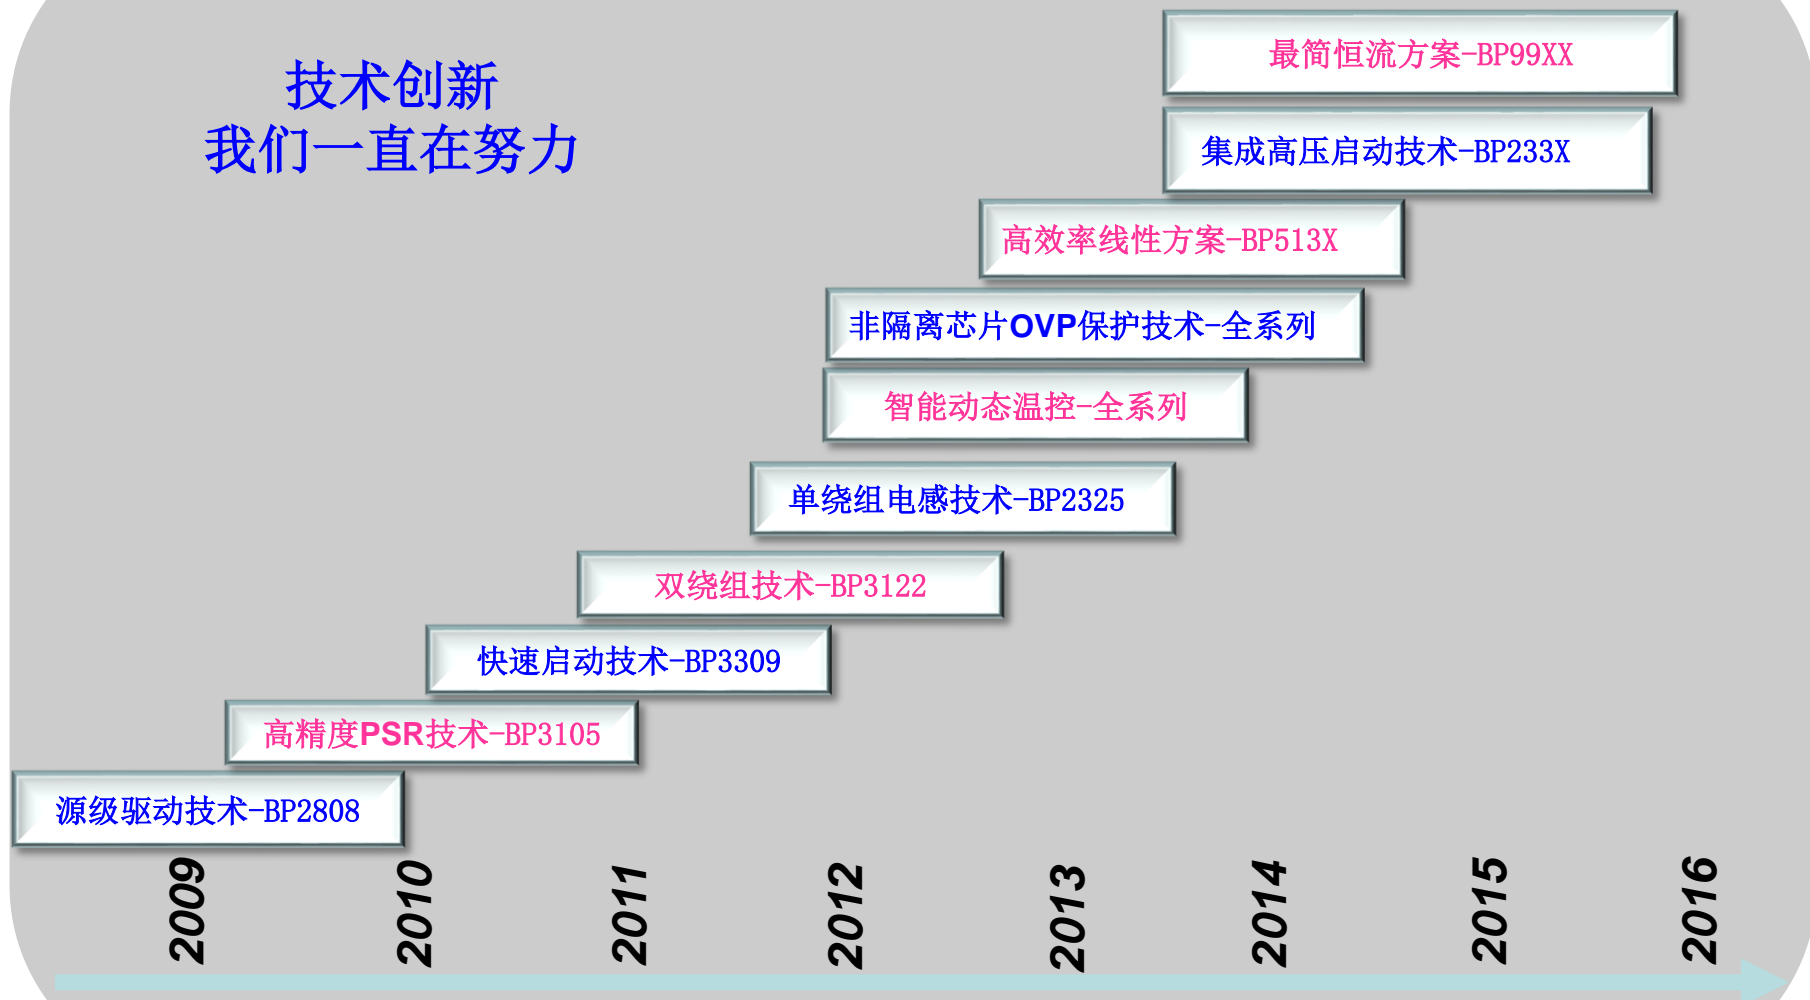 技术创新
我们一直在努力
最简恒流方案-BP99XX
集成高压启动技术-BP233X
高效率线性方案-BP513X
非隔离芯片OVP保护技术-全系列
智能动态温控-全系列
单绕组电感技术-BP2325
双绕组技术-BP3122
快速启动技术-BP3309
高精度PSR技术-BP3105
源级驱动技术-BP2808
2009
2010
2011
2012
2013
2014
2015
2016